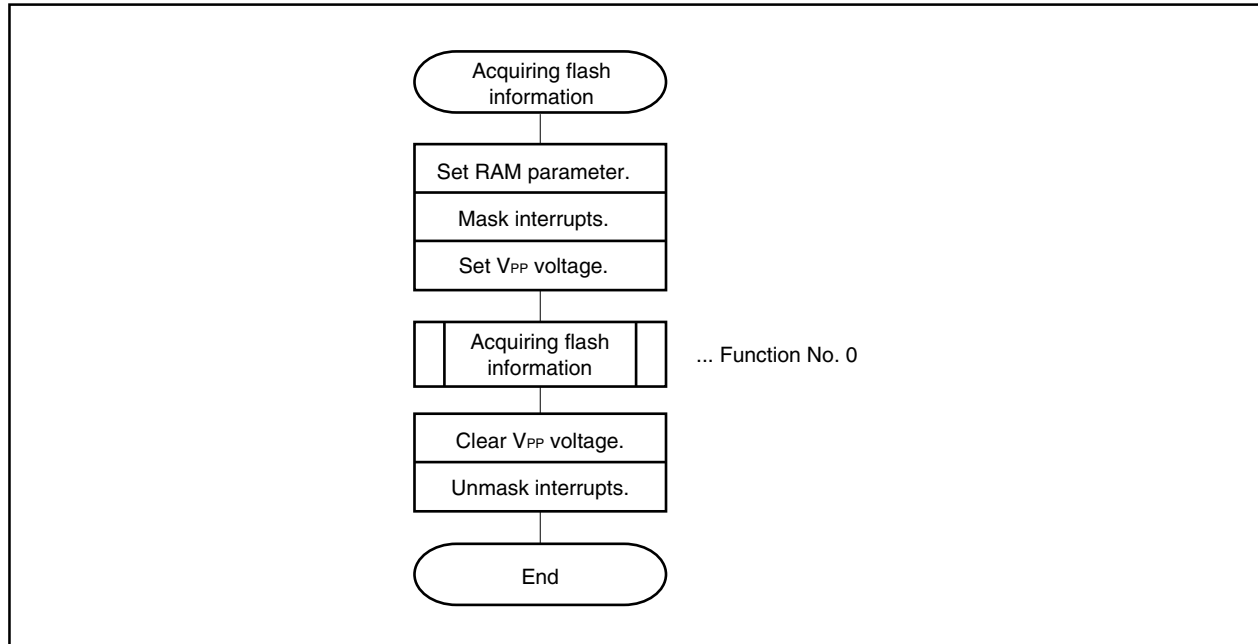 Acquiring flash
information
Set RAM parameter.
Mask interrupts.
Set VPP voltage.
Acquiring flash
information
... Function No. 0
Clear VPP voltage.
Unmask interrupts.
End